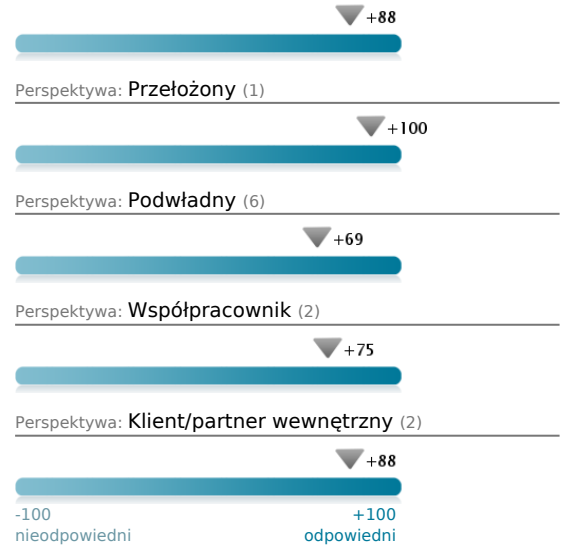 +88
Perspektywa: Przełożony (1)
+100
Perspektywa: Podwładny (6)
+69
Perspektywa: Współpracownik (2)
+75
Perspektywa: Klient/partner wewnętrzny (2)
+88
-100 +100
nieodpowiedni odpowiedni